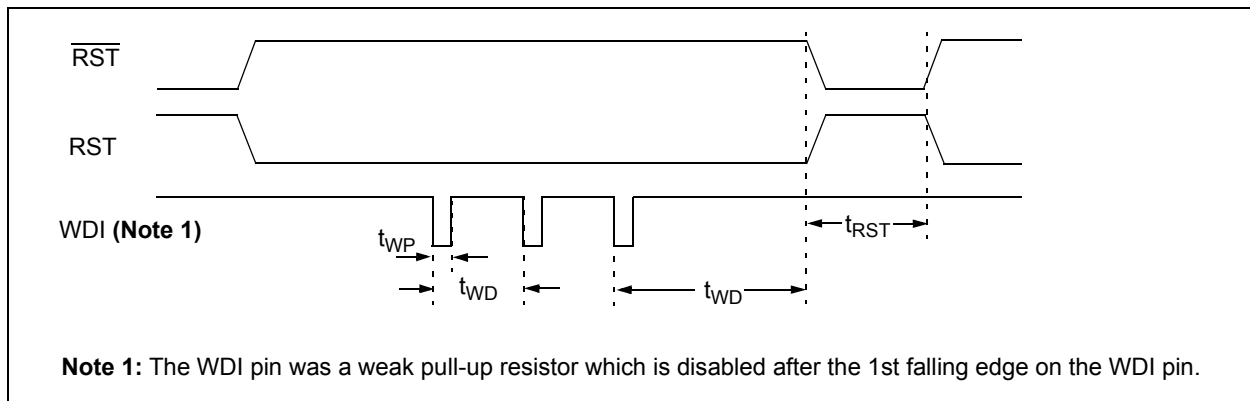 R̅S̅T̅
RST
WDI (Note 1)
tWP
tWD
tWD
tRST
Note 1: The WDI pin was a weak pull-up resistor which is disabled after the 1st falling edge on the WDI pin.